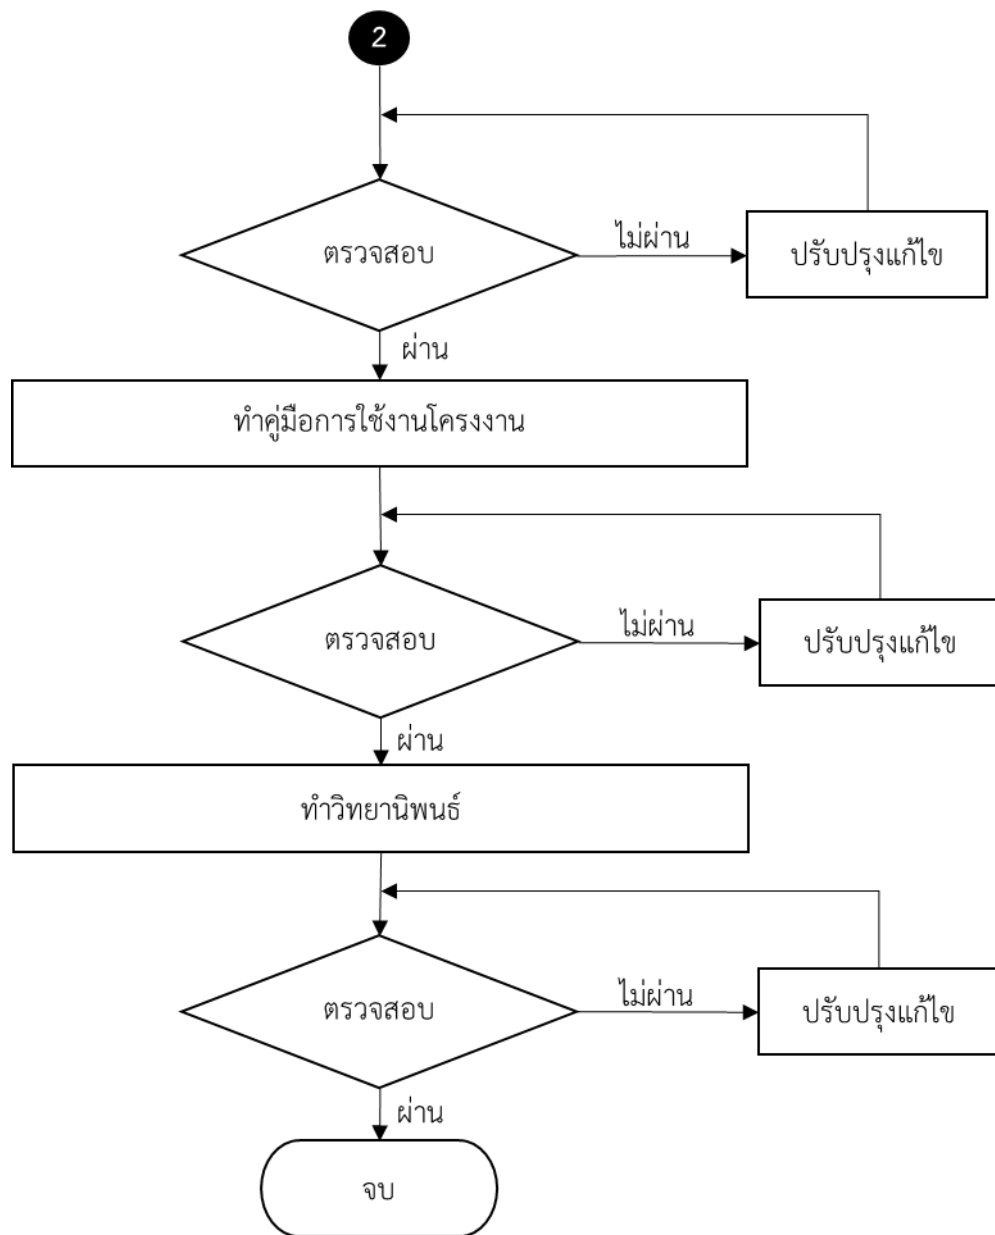 2
ตรวจสอบ
ไม่ผ่าน
ปรับปรุงแก้ไข
ผ่าน
ทำคู่มือการใช้งานโครงงาน
ตรวจสอบ
ไม่ผ่าน
ปรับปรุงแก้ไข
ผ่าน
ทำวิทยานิพนธ์
ตรวจสอบ
ไม่ผ่าน
ปรับปรุงแก้ไข
ผ่าน
จบ